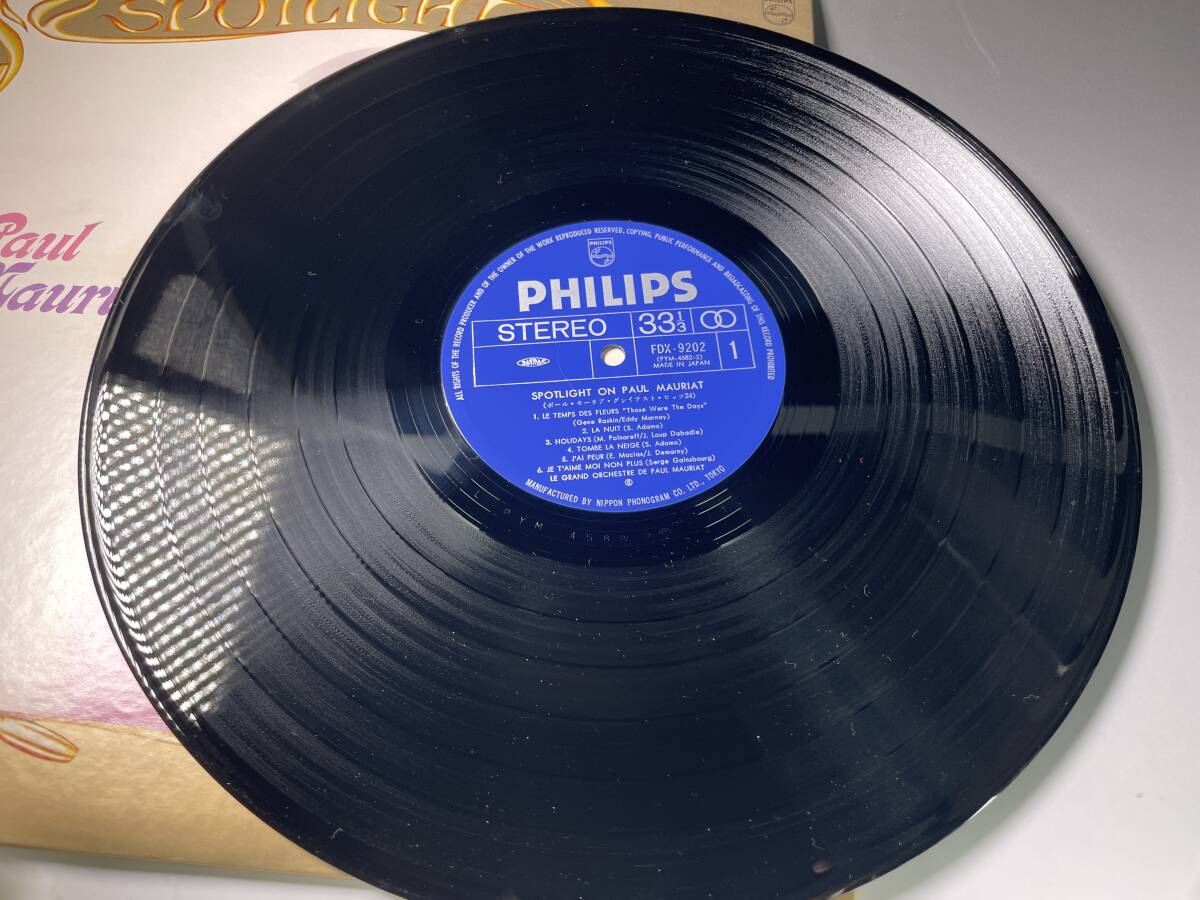 SPOTLIGHT
PHILIPS
Paul
ALL RIGHTS OF THE RECORD PRODUCER AND OF THE OWNER OF THE WORK REPRODUCED RESERVED. COPYING, PUBLIC PERFORMANCE AND BROADCASTING OF THIS RECORD PROHIBITED
PHILIPS
PHILIPS
STEREO 33 1/3
FDX-9202
(PYM-4582-2)
MADE IN JAPAN
1
SPOTLIGHT ON PAUL MAURIAT
(ポール・モーリア・グレイテスト・ヒッツ24)
1. LE TEMPS DES FLEURS "Those Were The Days"
(Gene Raskin/Eddy Marnay)
2. LA NUIT (S. Adamo)
3. HOLIDAYS (M. Polnareff/J. Loup Dabadie)
4. TOMBE LA NEIGE (S. Adamo)
5. J'AI PEUR (E. Macias/J. Demarny)
6. JE T'AIME MOI NON PLUS (Serge Gainsbourg)
LE GRAND ORCHESTRE DE PAUL MAURIAT
MANUFACTURED BY NIPPON PHONOGRAM CO. LTD., TOKYO
PYM 4582